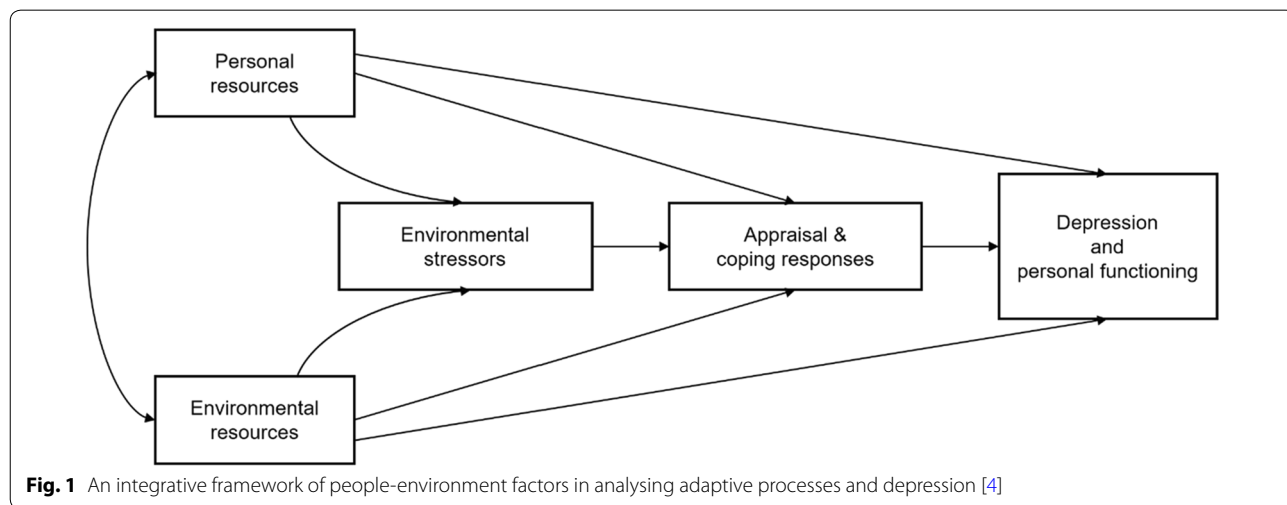 Personal
resources
Environmental
stressors
Appraisal &
coping responses
Depression
and
personal functioning
Environmental
resources
Fig. 1 An integrative framework of people-environment factors in analysing adaptive processes and depression [4]